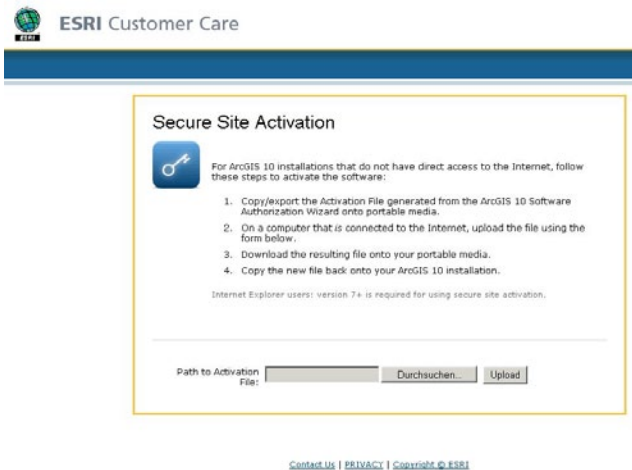 ESRI
ESRI Customer Care
Secure Site Activation
For ArcGIS 10 installations that do not have direct access to the Internet, follow
these steps to activate the software:
1. Copy/export the Activation File generated from the ArcGIS 10 Software
Authorization Wizard onto portable media.
2. On a computer that is connected to the Internet, upload the file using the
form below.
3. Download the resulting file onto your portable media.
4. Copy the new file back onto your ArcGIS 10 installation.
Internet Explorer users: version 7+ is required for using secure site activation.
Path to Activation
File:
Durchsuchen... Upload
Contact Us | PRIVACY | Copyright © ESRI